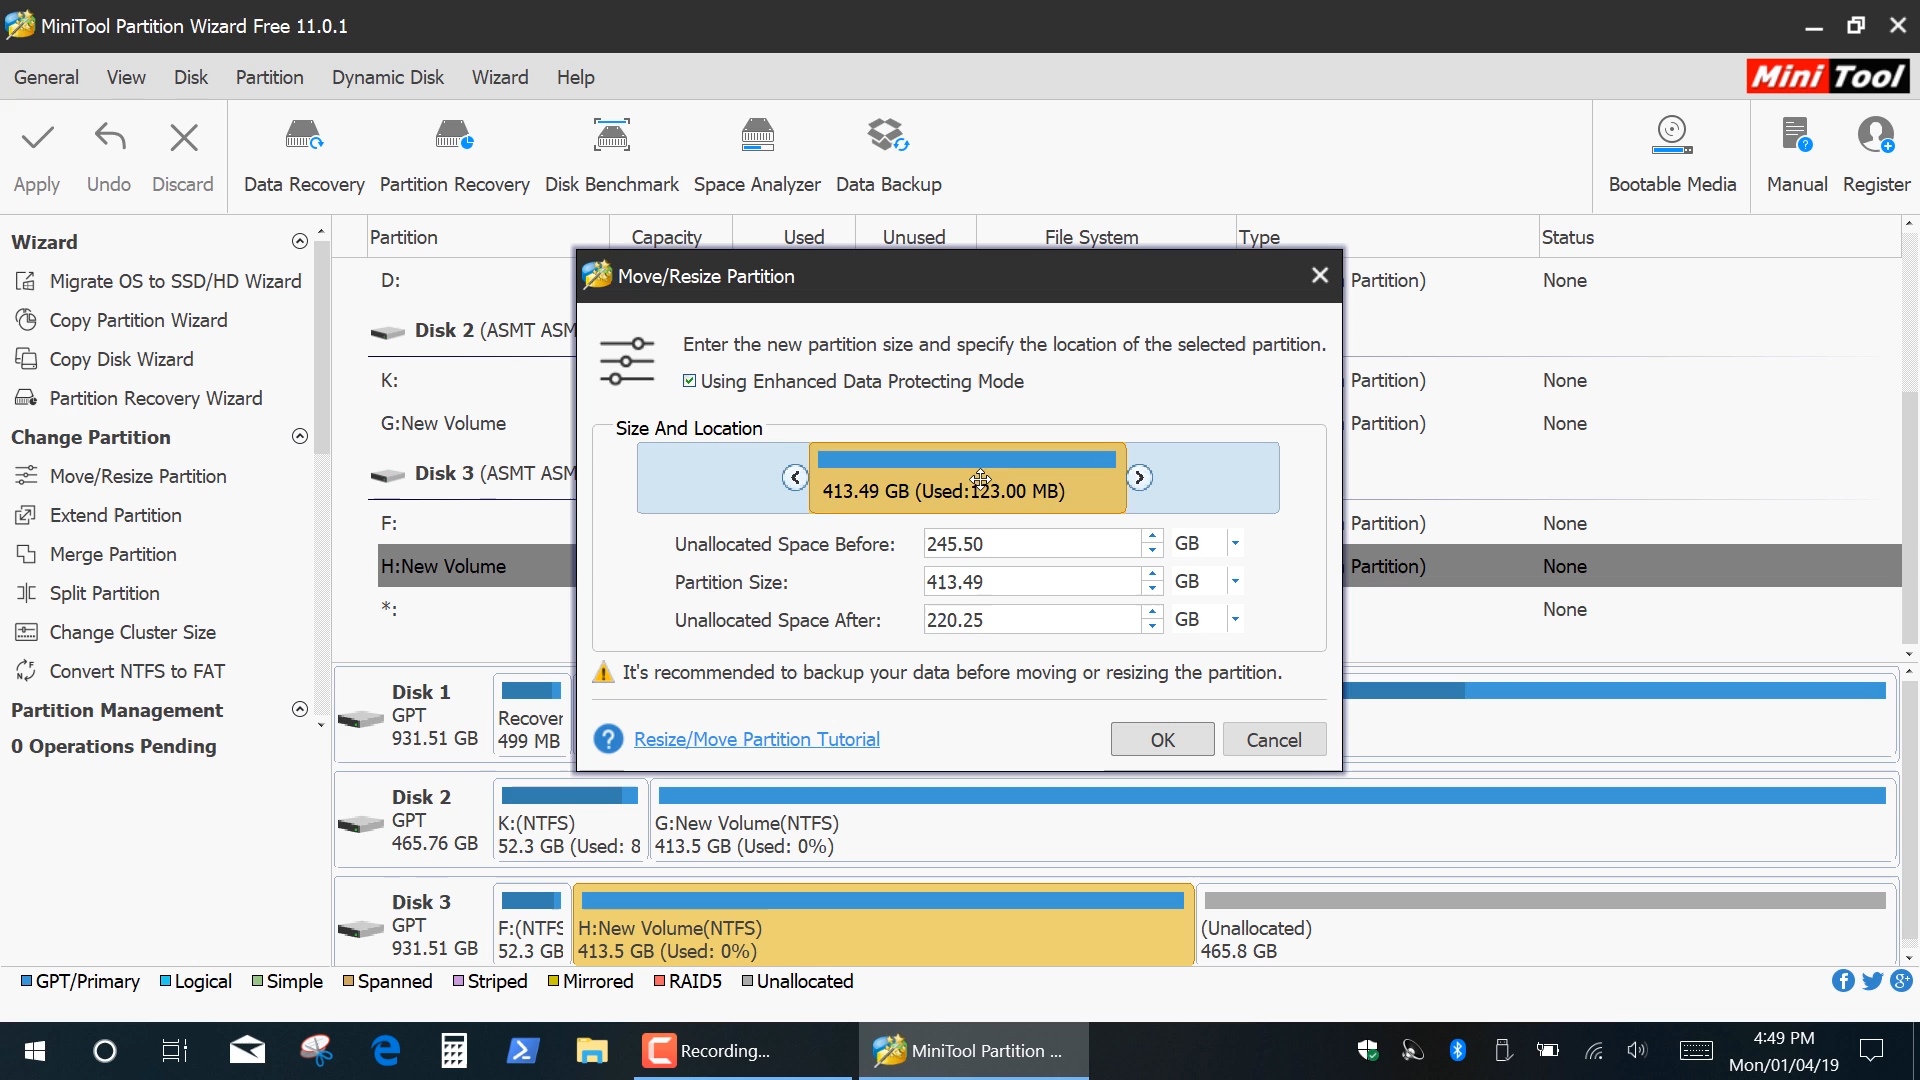 MiniTool Partition Wizard Free 11.0.1
General View Disk Partition Dynamic Disk Wizard Help
Mini Tool
Apply Undo Discard Data Recovery Partition Recovery Disk Benchmark Space Analyzer Data Backup Bootable Media Manual Register
Wizard
Migrate OS to SSD/HD Wizard
Copy Partition Wizard
Copy Disk Wizard
Partition Recovery Wizard
Change Partition
Move/Resize Partition
Extend Partition
Merge Partition
Split Partition
Change Cluster Size
Convert NTFS to FAT
Partition Management
0 Operations Pending
Partition Capacity Used Unused File System Type Status
D: Partition) None
Disk 2 (ASMT ASM
K: Partition) None
G:New Volume Partition) None
Disk 3 (ASMT ASM
F: Partition) None
H:New Volume Partition) None
*: None
Move/Resize Partition
Enter the new partition size and specify the location of the selected partition.
Using Enhanced Data Protecting Mode
Size And Location
413.49 GB (Used:123.00 MB)
Unallocated Space Before: 245.50 GB
Partition Size: 413.49 GB
Unallocated Space After: 220.25 GB
It's recommended to backup your data before moving or resizing the partition.
Resize/Move Partition Tutorial
OK Cancel
Disk 1
GPT
931.51 GB
Recover
499 MB
Disk 2
GPT
465.76 GB
K:(NTFS)
52.3 GB (Used: 8
G:New Volume(NTFS)
413.5 GB (Used: 0%)
Disk 3
GPT
931.51 GB
F:(NTFS
52.3 GB
H:New Volume(NTFS)
413.5 GB (Used: 0%)
(Unallocated)
465.8 GB
GPT/Primary Logical Simple Spanned Striped Mirrored RAID5 Unallocated
Recording...
MiniTool Partition ...
4:49 PM
Mon/01/04/19